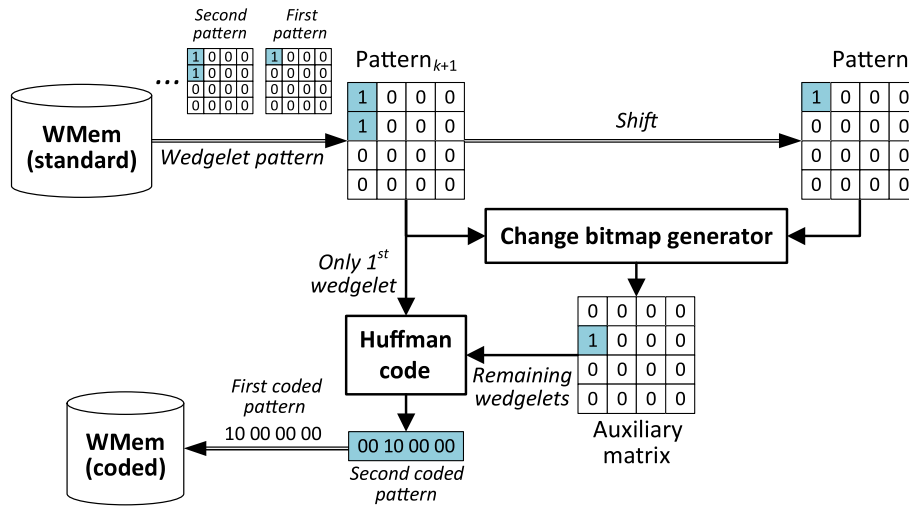 Second pattern
First pattern
1 0 0 0
1 0 0 0
0 0 0 0
0 0 0 0
1 0 0 0
0 0 0 0
0 0 0 0
0 0 0 0
...
WMem
(standard)
Wedgelet pattern
Pattern k+1
1 0 0 0
1 0 0 0
0 0 0 0
0 0 0 0
Shift
Pattern
1 0 0 0
0 0 0 0
0 0 0 0
0 0 0 0
Change bitmap generator
Only 1st
wedgelet
0 0 0 0
1 0 0 0
0 0 0 0
0 0 0 0
Auxiliary
matrix
Huffman
code
Remaining
wedgelets
First coded
pattern
10 00 00 00
WMem
(coded)
00 10 00 00
Second coded
pattern